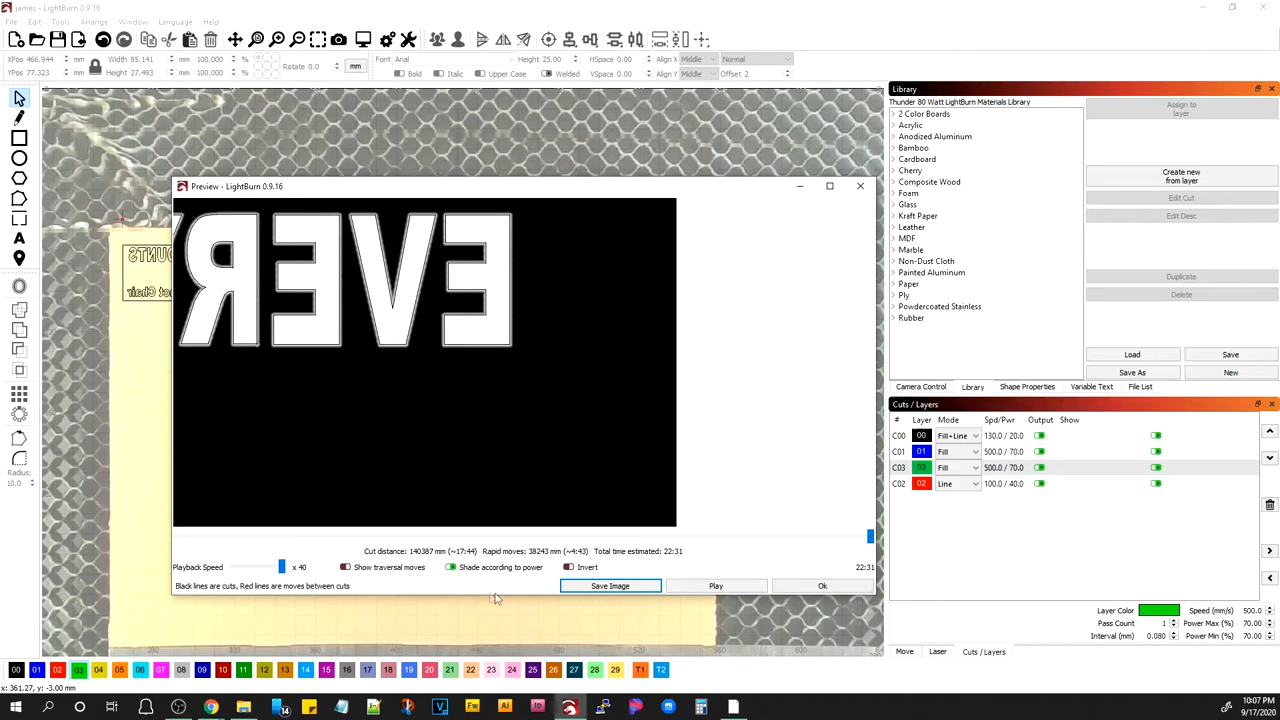 james - LightBurn 0.9.16
File Edit Tools Arrange Window Language Help
XPos 466.944 mm Width 85.141 mm 100.000 %
YPos 77.323 mm Height 27.493 mm 100.000 %
Rotate 0.0 mm
Font Arial Height 25.00 HSpace 0.00 Align X Middle Normal
Bold Italic Upper Case Welded VSpace 0.00 Align Y Middle Offset 2
Preview - LightBurn 0.9.16
EVER
Cut distance: 140387 mm (~17:44) Rapid moves: 38243 mm (~4:43) Total time estimated: 22:31
Playback Speed x 40 Show traversal moves Shade according to power Invert 22:31
Black lines are cuts, Red lines are moves between cuts Save Image Play Ok
Radius:
10.0
Library
Thunder 80 Watt LightBurn Materials Library
2 Color Boards
Acrylic
Anodized Aluminum
Bamboo
Cardboard
Cherry
Composite Wood
Foam
Glass
Kraft Paper
Leather
MDF
Marble
Non-Dust Cloth
Painted Aluminum
Paper
Ply
Powdercoated Stainless
Rubber
Assign to
layer
Create new
from layer
Edit Cut
Edit Desc
Duplicate
Delete
Load Save
Save As New
Camera Control Library Shape Properties Variable Text File List
Cuts / Layers
# Layer Mode Spd/Pwr Output Show
C00 00 Fill+Line 130.0 / 20.0
C01 01 Fill 500.0 / 70.0
C03 03 Fill 500.0 / 70.0
C02 02 Line 100.0 / 40.0
Layer Color Speed (mm/s) 500.0
Pass Count 1 Power Max (%) 70.00
Interval (mm) 0.080 Power Min (%) 70.00
Move Laser Cuts / Layers
00 01 02 03 04 05 06 07 08 09 10 11 12 13 14 15 16 17 18 19 20 21 22 23 24 25 26 27 28 29 T1 T2
x: 361.27, y: -3.00 mm
10:07 PM
9/17/2020